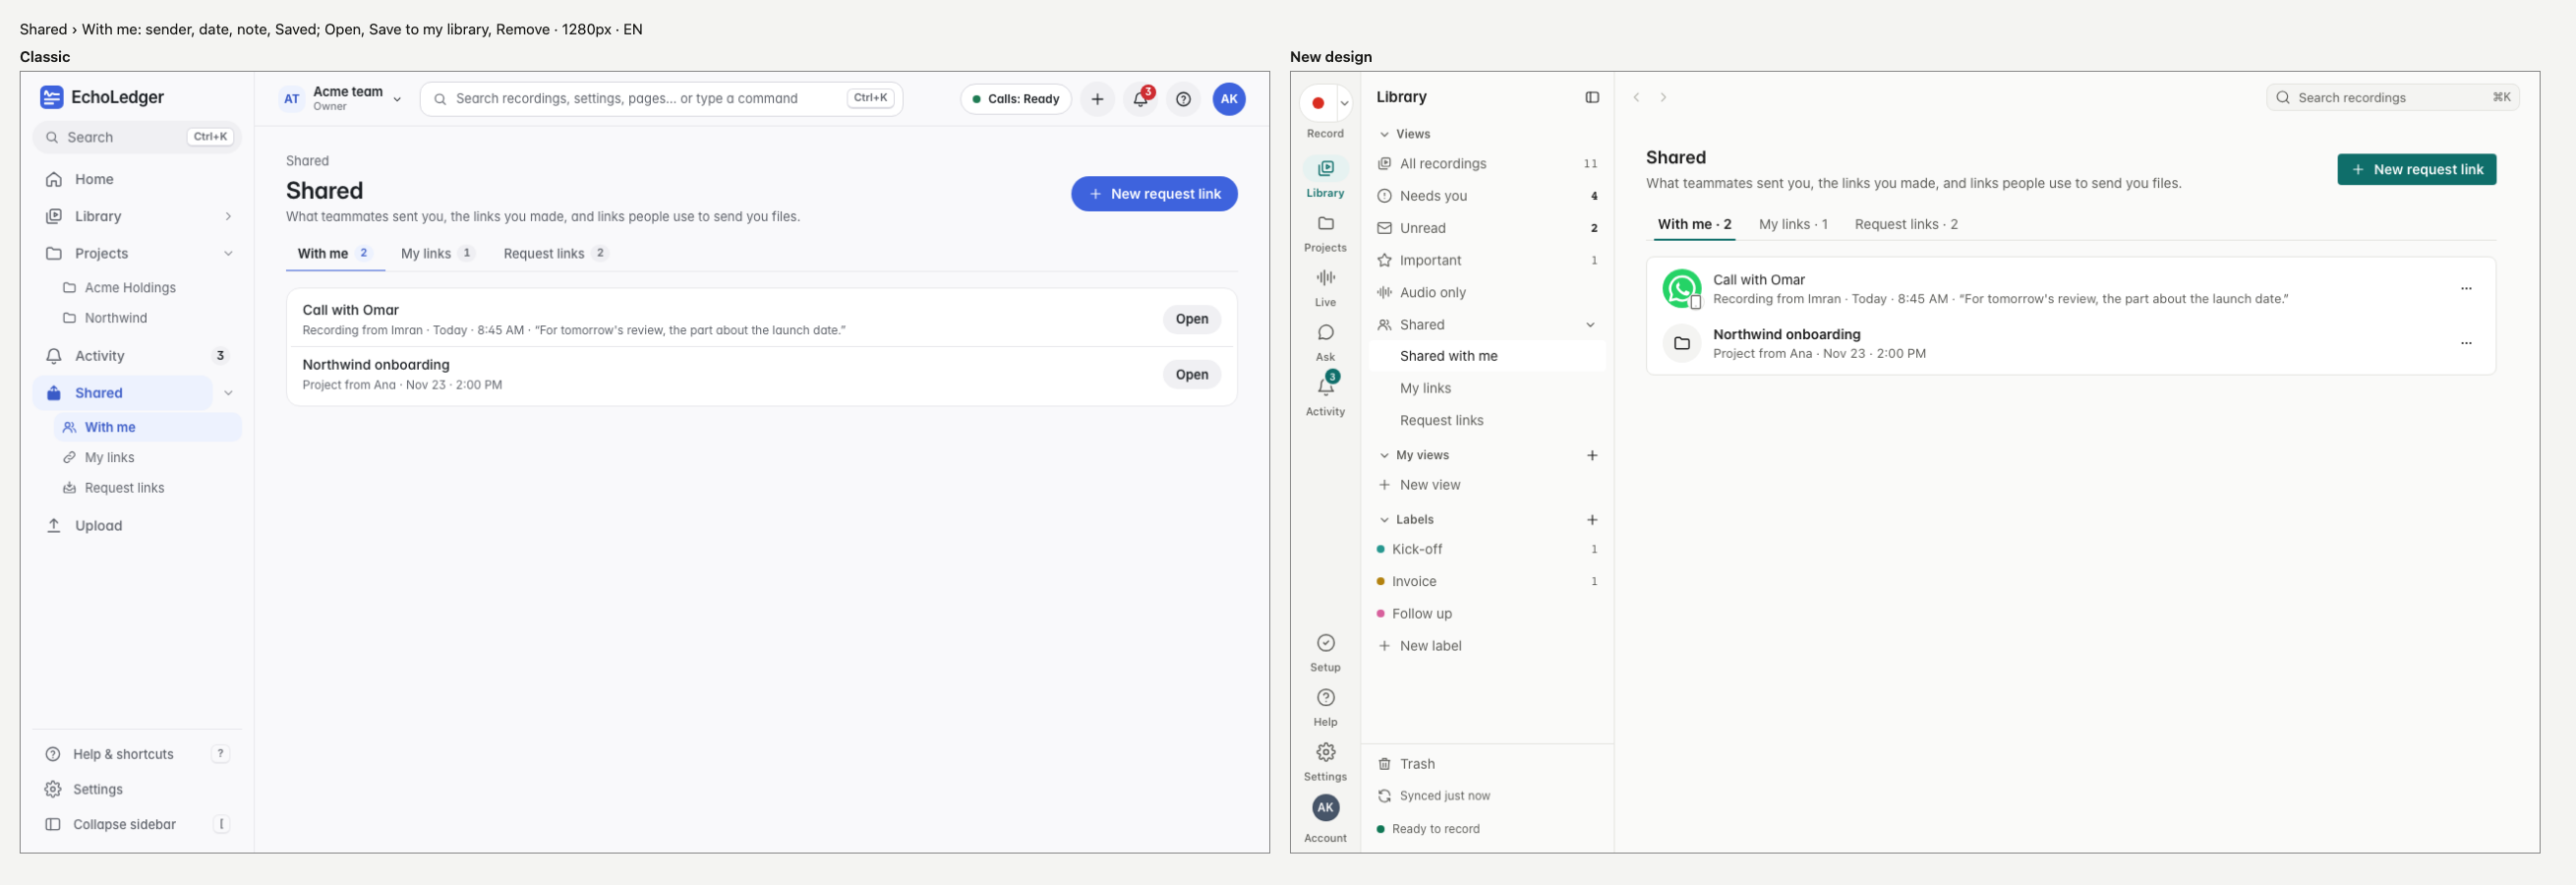 Shared › With me: sender, date, note, Saved; Open, Save to my library, Remove · 1280px · EN
Classic
EchoLedger
Search Ctrl+K
Home
Library
Projects
Acme Holdings
Northwind
Activity 3
Shared
With me
My links
Request links
Upload
Help & shortcuts ?
Settings
Collapse sidebar [
AT Acme team
Owner
Search recordings, settings, pages... or type a command Ctrl+K
Calls: Ready
3
AK
Shared
Shared
What teammates sent you, the links you made, and links people use to send you files.
New request link
With me 2 My links 1 Request links 2
Call with Omar
Recording from Imran · Today · 8:45 AM · “For tomorrow's review, the part about the launch date.”
Open
Northwind onboarding
Project from Ana · Nov 23 · 2:00 PM
Open
New design
Record
Library
Projects
Live
Ask
3
Activity
Setup
Help
Settings
AK
Account
Library
Views
All recordings 11
Needs you 4
Unread 2
Important 1
Audio only
Shared
Shared with me
My links
Request links
My views
New view
Labels
Kick-off 1
Invoice 1
Follow up
New label
Trash
Synced just now
Ready to record
Search recordings ⌘K
Shared
What teammates sent you, the links you made, and links people use to send you files.
New request link
With me · 2 My links · 1 Request links · 2
Call with Omar
Recording from Imran · Today · 8:45 AM · “For tomorrow's review, the part about the launch date.”
Northwind onboarding
Project from Ana · Nov 23 · 2:00 PM